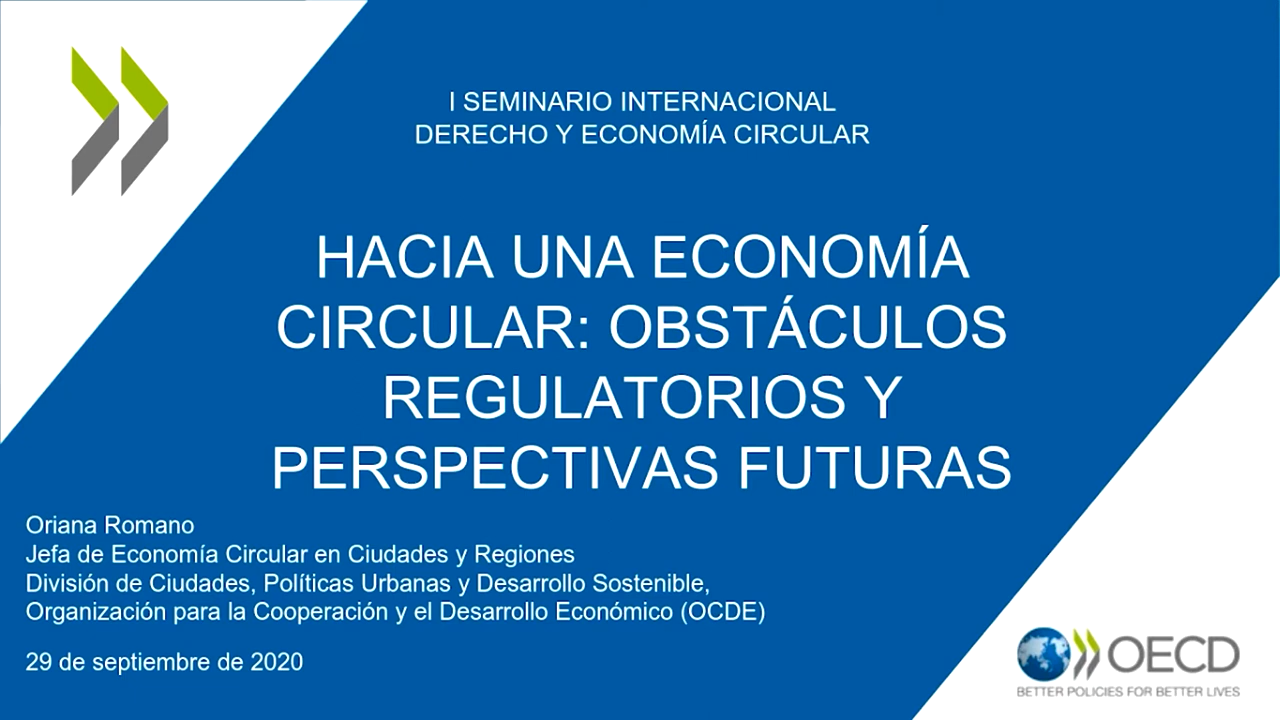 I SEMINARIO INTERNACIONAL
DERECHO Y ECONOMÍA CIRCULAR
HACIA UNA ECONOMÍA
CIRCULAR: OBSTÁCULOS
REGULATORIOS Y
PERSPECTIVAS FUTURAS
Oriana Romano
Jefa de Economía Circular en Ciudades y Regiones
División de Ciudades, Políticas Urbanas y Desarrollo Sostenible,
Organización para la Cooperación y el Desarrollo Económico (OCDE)
29 de septiembre de 2020
OECD
BETTER POLICIES FOR BETTER LIVES